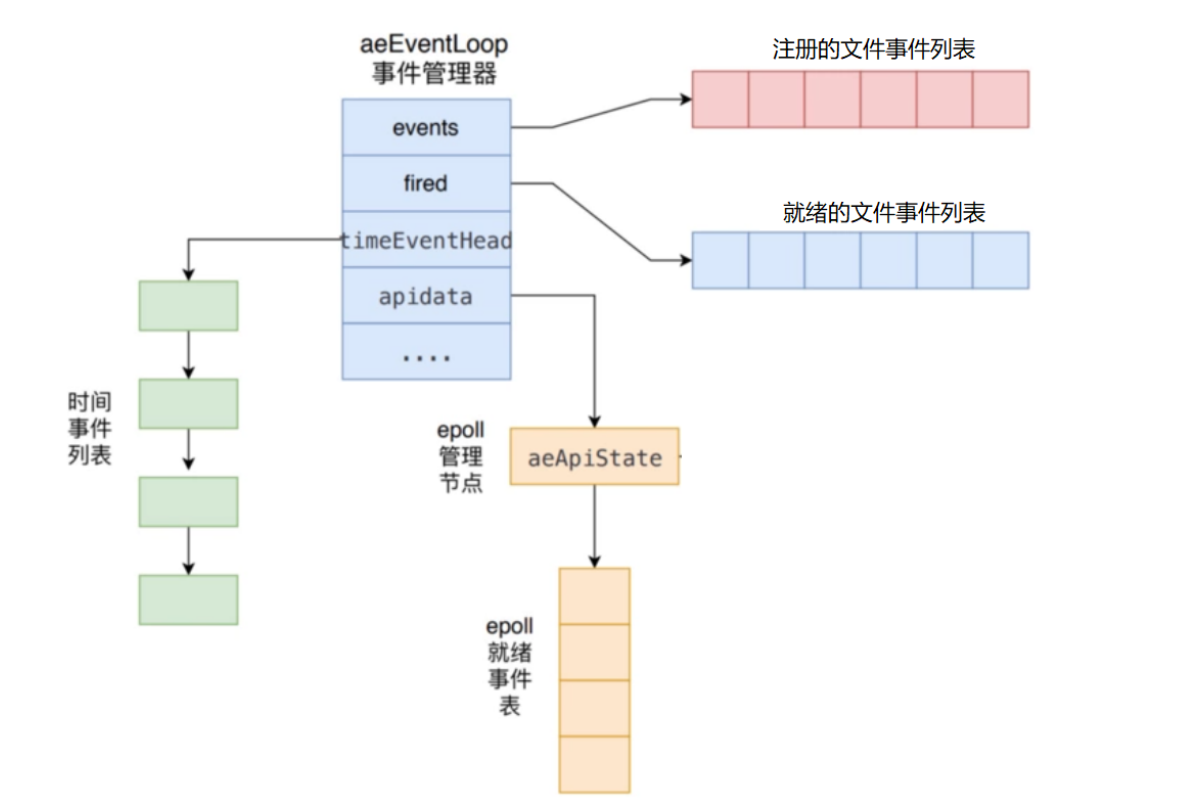 aeEventLoop
事件管理器
注册的文件事件列表
events
fired
就绪的文件事件列表
timeEventHead
apidata
....
时间
事件
列表
epoll
管理
节点
aeApiState
epoll
就绪
事件
表